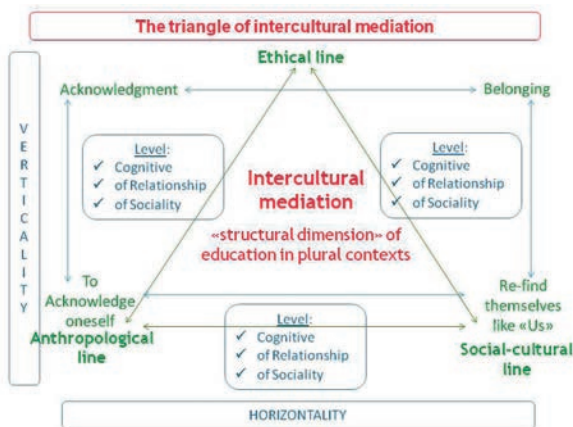 The triangle of intercultural mediation
Ethical line
Acknowledgment
Belonging
VERTICALITY
Level:
✓ Cognitive
✓ of Relationship
✓ of Sociality
Level:
✓ Cognitive
✓ of Relationship
✓ of Sociality
Intercultural
mediation
«structural dimension» of
education in plural contexts
To
Acknowledge
oneself
Anthropological
line
Re-find
themselves
like «Us»
Social-cultural
line
Level:
✓ Cognitive
✓ of Relationship
✓ of Sociality
HORIZONTALITY